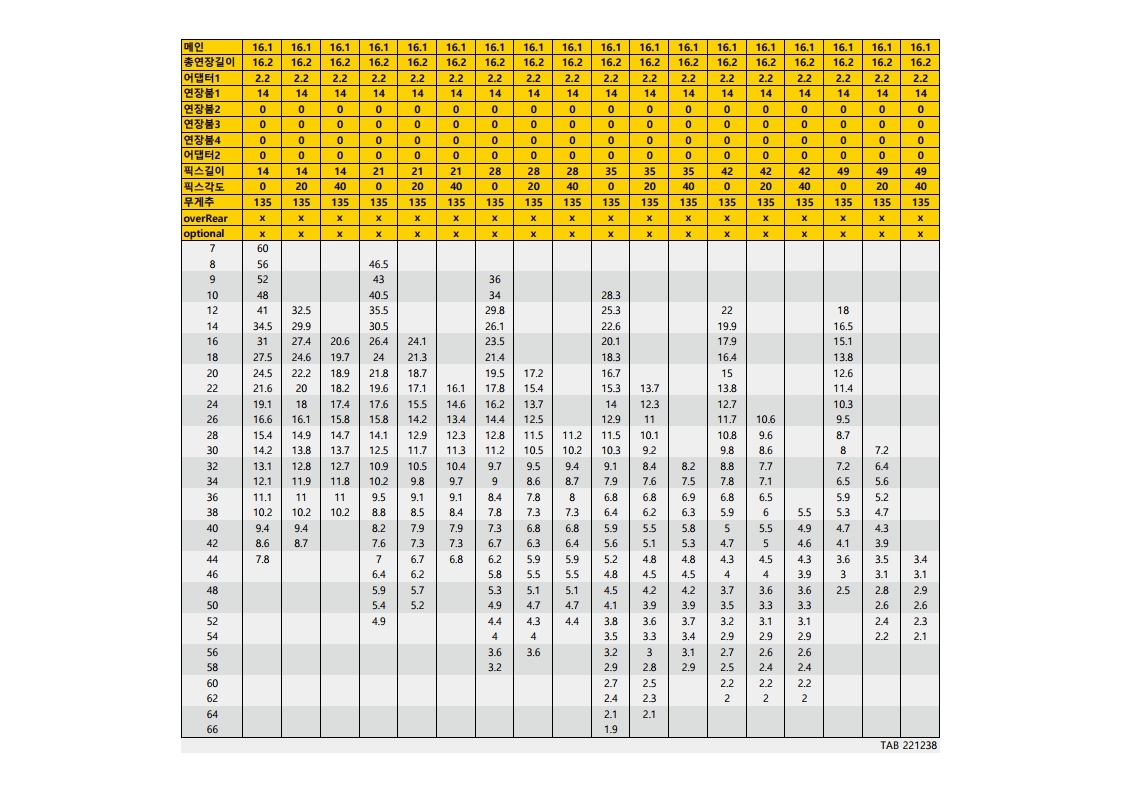 메인 16.1 16.1 16.1 16.1 16.1 16.1 16.1 16.1 16.1 16.1 16.1 16.1 16.1 16.1 16.1 16.1 16.1 16.1
총연장길이 16.2 16.2 16.2 16.2 16.2 16.2 16.2 16.2 16.2 16.2 16.2 16.2 16.2 16.2 16.2 16.2 16.2 16.2
어댑터1 2.2 2.2 2.2 2.2 2.2 2.2 2.2 2.2 2.2 2.2 2.2 2.2 2.2 2.2 2.2 2.2 2.2 2.2
연장붐1 14 14 14 14 14 14 14 14 14 14 14 14 14 14 14 14 14 14
연장붐2 0 0 0 0 0 0 0 0 0 0 0 0 0 0 0 0 0 0
연장붐3 0 0 0 0 0 0 0 0 0 0 0 0 0 0 0 0 0 0
연장붐4 0 0 0 0 0 0 0 0 0 0 0 0 0 0 0 0 0 0
어댑터2 0 0 0 0 0 0 0 0 0 0 0 0 0 0 0 0 0 0
픽스길이 14 14 14 21 21 21 28 28 28 35 35 35 42 42 42 49 49 49
픽스각도 0 20 40 0 20 40 0 20 40 0 20 40 0 20 40 0 20 40
무게추 135 135 135 135 135 135 135 135 135 135 135 135 135 135 135 135 135 135
overRear x x x x x x x x x x x x x x x x x x
optional x x x x x x x x x x x x x x x x x x
7 60
8 56 46.5
9 52 43 36
10 48 40.5 34 28.3
12 41 32.5 35.5 29.8 25.3 22 18
14 34.5 29.9 30.5 26.1 22.6 19.9 16.5
16 31 27.4 20.6 26.4 24.1 23.5 20.1 17.9 15.1
18 27.5 24.6 19.7 24 21.3 21.4 18.3 16.4 13.8
20 24.5 22.2 18.9 21.8 18.7 19.5 17.2 16.7 15 12.6
22 21.6 20 18.2 19.6 17.1 16.1 17.8 15.4 15.3 13.7 13.8 11.4
24 19.1 18 17.4 17.6 15.5 14.6 16.2 13.7 14 12.3 12.7 10.3
26 16.6 16.1 15.8 15.8 14.2 13.4 14.4 12.5 12.9 11 11.7 10.6 9.5
28 15.4 14.9 14.7 14.1 12.9 12.3 12.8 11.5 11.2 11.5 10.1 10.8 9.6 8.7
30 14.2 13.8 13.7 12.5 11.7 11.3 11.2 10.5 10.2 10.3 9.2 9.8 8.6 8 7.2
32 13.1 12.8 12.7 10.9 10.5 10.4 9.7 9.5 9.4 9.1 8.4 8.2 8.8 7.7 7.2 6.4
34 12.1 11.9 11.8 10.2 9.8 9.7 9 8.6 8.7 7.9 7.6 7.5 7.8 7.1 6.5 5.6
36 11.1 11 11 9.5 9.1 9.1 8.4 7.8 8 6.8 6.8 6.9 6.8 6.5 5.9 5.2
38 10.2 10.2 10.2 8.8 8.5 8.4 7.8 7.3 7.3 6.4 6.2 6.3 5.9 6 5.5 5.3 4.7
40 9.4 9.4 8.2 7.9 7.9 7.3 6.8 6.8 5.9 5.5 5.8 5 5.5 4.9 4.7 4.3
42 8.6 8.7 7.6 7.3 7.3 6.7 6.3 6.4 5.6 5.1 5.3 4.7 5 4.6 4.1 3.9
44 7.8 7 6.7 6.8 6.2 5.9 5.9 5.2 4.8 4.8 4.3 4.5 4.3 3.6 3.5 3.4
46 6.4 6.2 5.8 5.5 5.5 4.8 4.5 4.5 4 4 3.9 3 3.1 3.1
48 5.9 5.7 5.3 5.1 5.1 4.5 4.2 4.2 3.7 3.6 3.6 2.5 2.8 2.9
50 5.4 5.2 4.9 4.7 4.7 4.1 3.9 3.9 3.5 3.3 3.3 2.6 2.6
52 4.9 4.4 4.3 4.4 3.8 3.6 3.7 3.2 3.1 3.1 2.4 2.3
54 4 4 3.5 3.3 3.4 2.9 2.9 2.9 2.2 2.1
56 3.6 3.6 3.2 3 3.1 2.7 2.6 2.6
58 3.2 2.9 2.8 2.9 2.5 2.4 2.4
60 2.7 2.5 2.2 2.2 2.2
62 2.4 2.3 2 2 2
64 2.1 2.1
66 1.9
TAB 221238